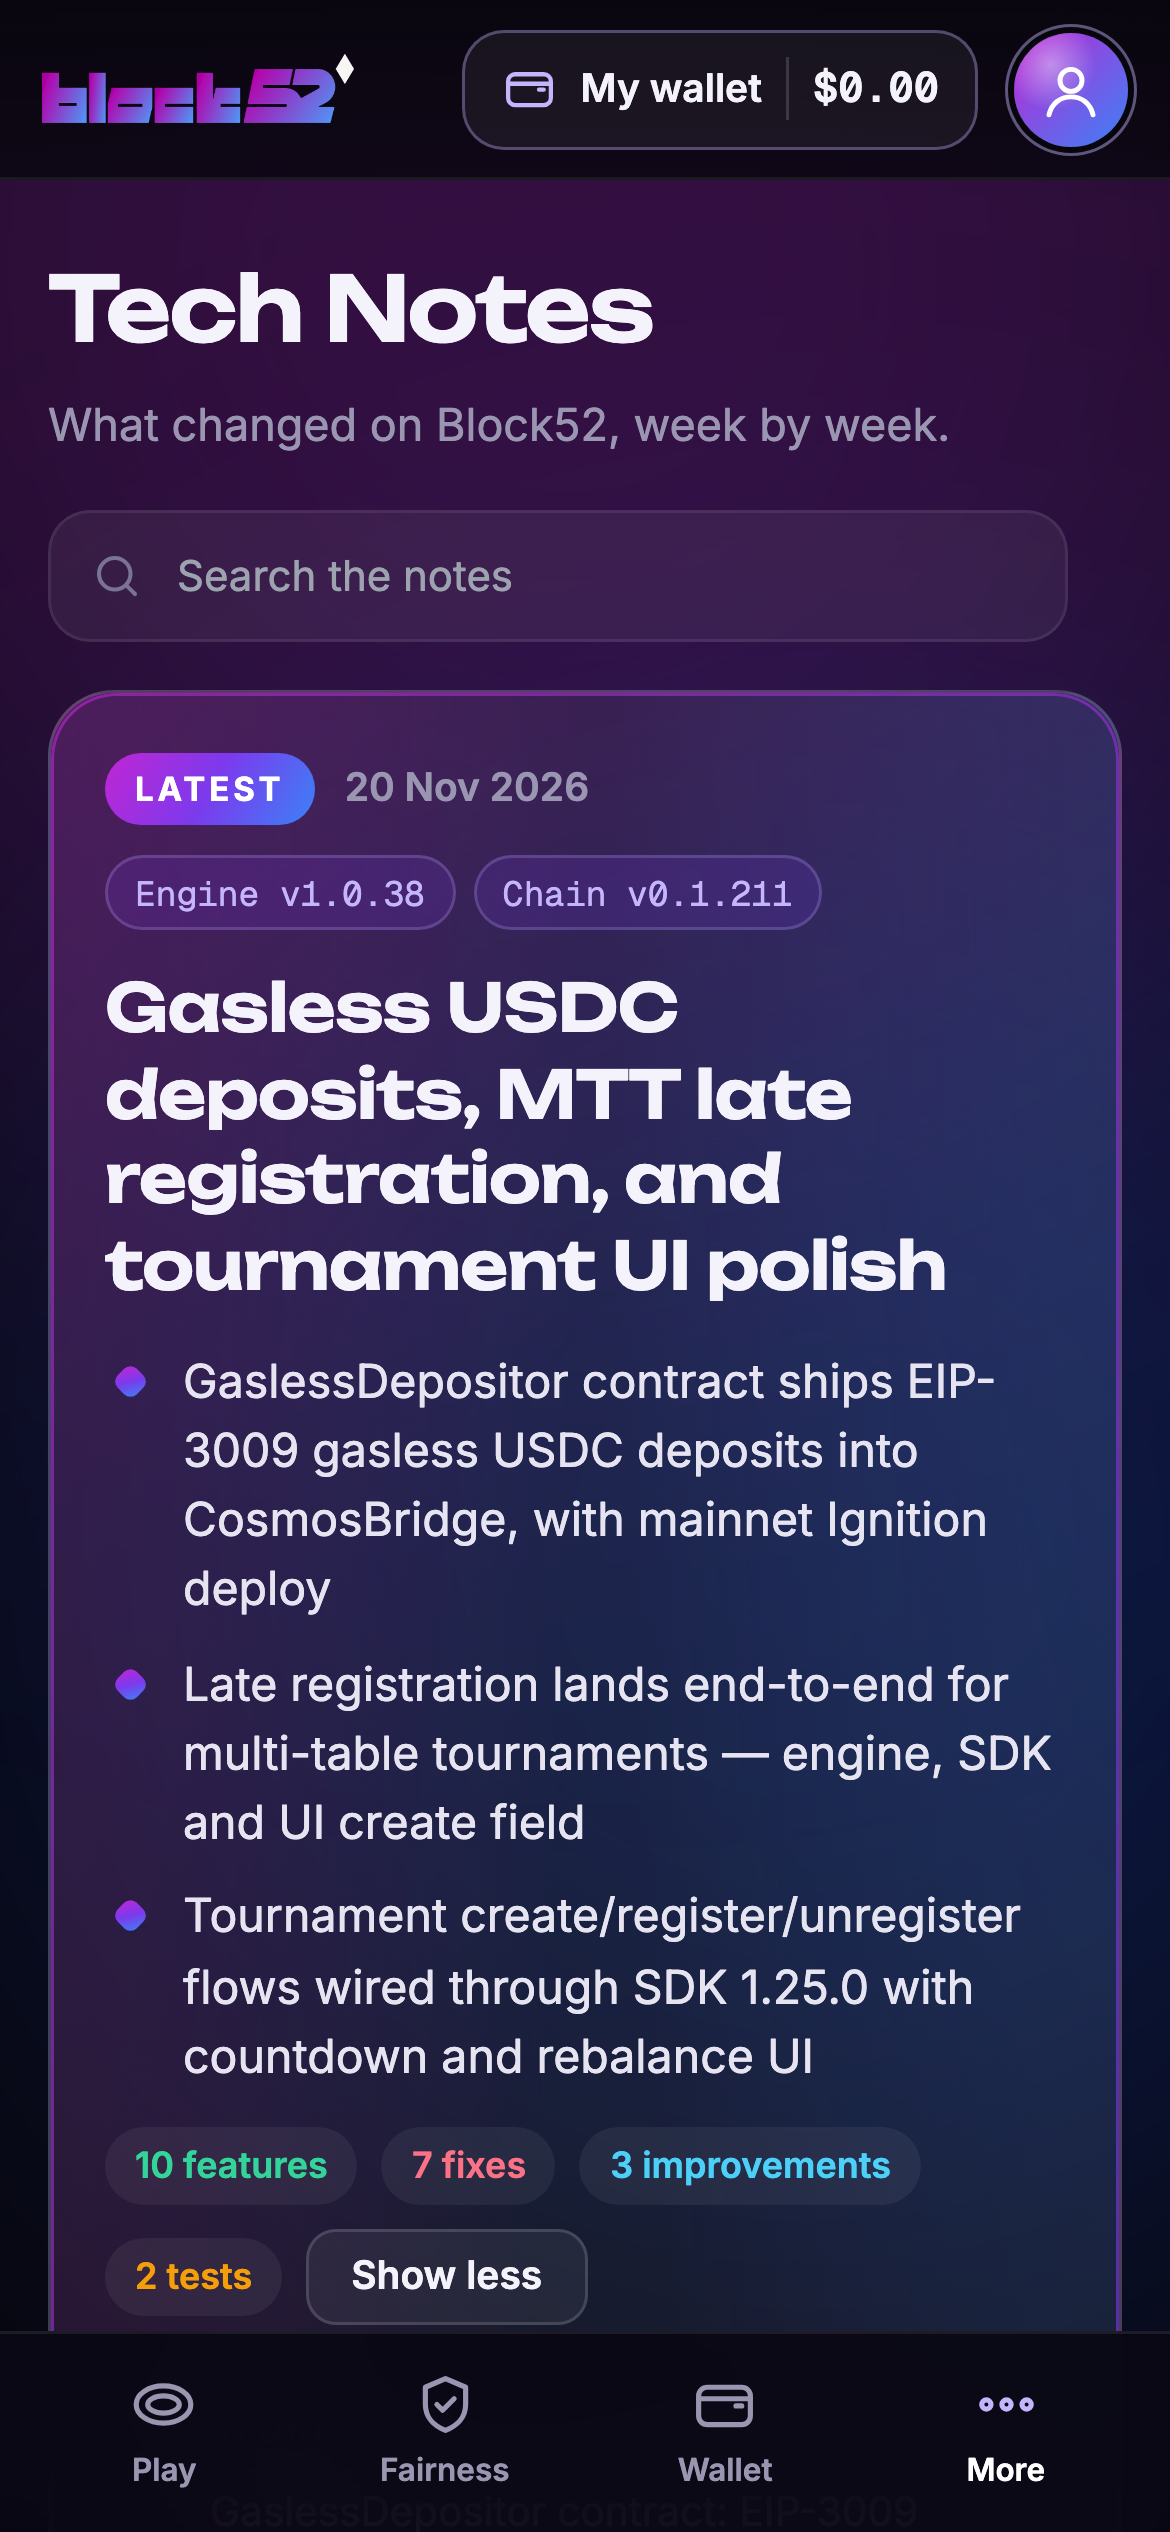 block52
My wallet $0.00
Tech Notes
What changed on Block52, week by week.
Search the notes
LATEST 20 Nov 2026
Engine v1.0.38 Chain v0.1.211
Gasless USDC
deposits, MTT late
registration, and
tournament UI polish
GaslessDepositor contract ships EIP-
3009 gasless USDC deposits into
CosmosBridge, with mainnet Ignition
deploy
Late registration lands end-to-end for
multi-table tournaments — engine, SDK
and UI create field
Tournament create/register/unregister
flows wired through SDK 1.25.0 with
countdown and rebalance UI
10 features 7 fixes 3 improvements
2 tests Show less
Play Fairness Wallet More
GaslessDepositor contract: EIP-3009